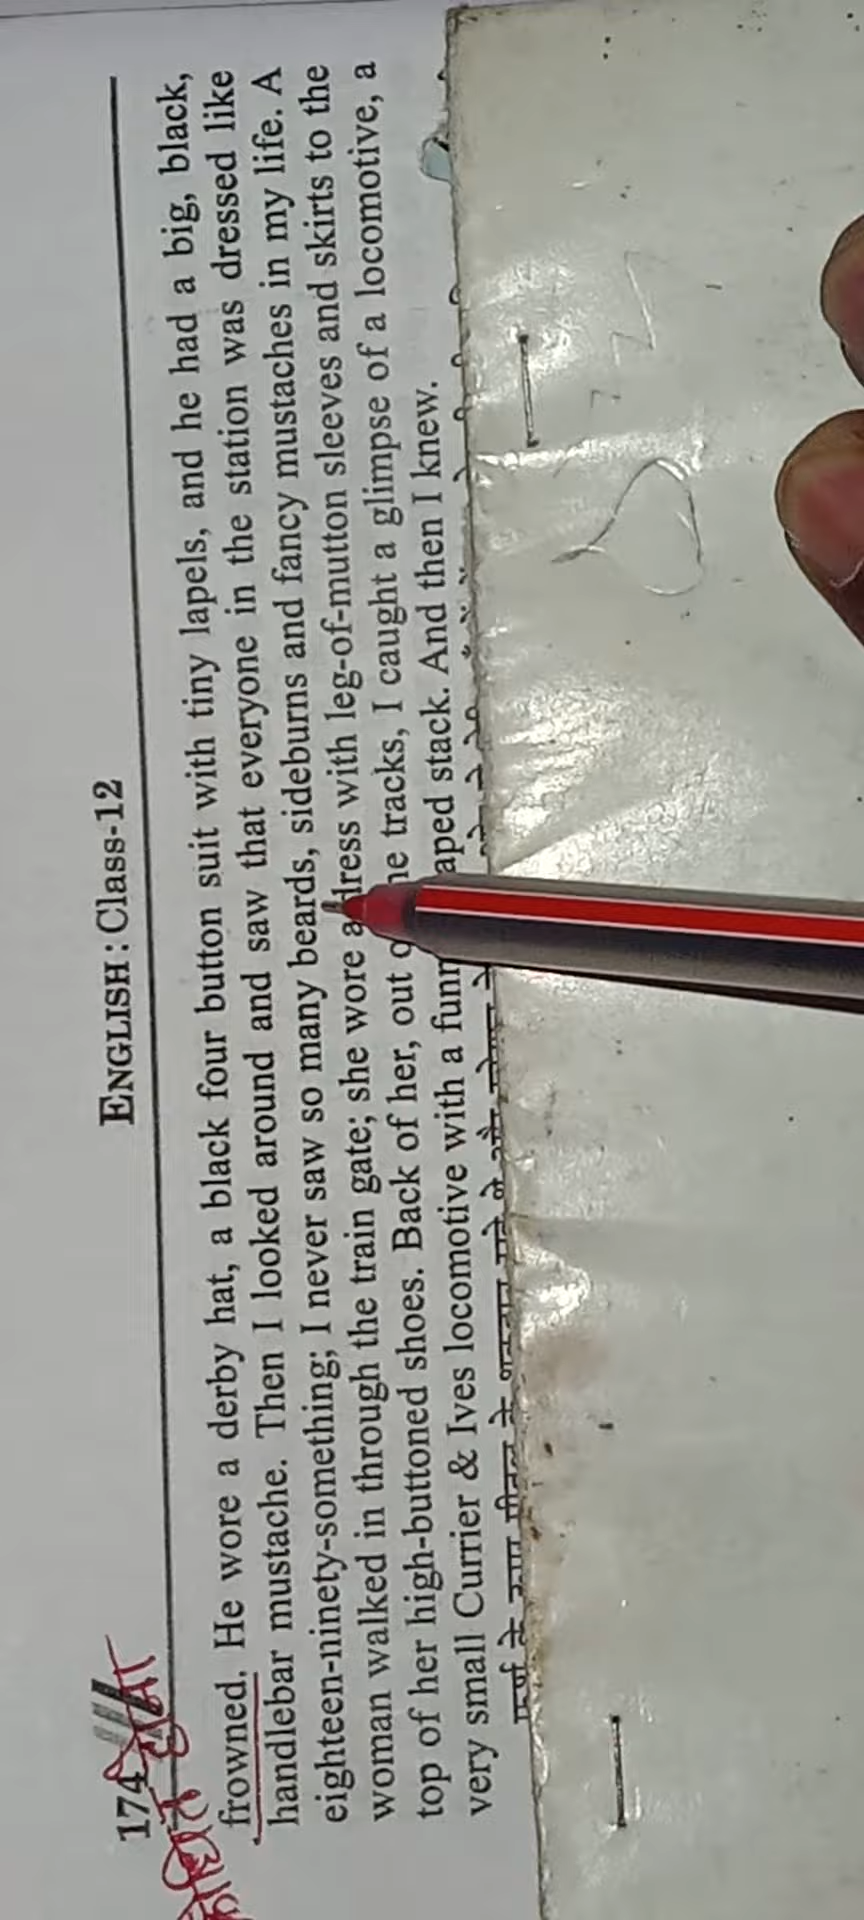 174
ENGLISH : Class-12
frowned. He wore a derby hat, a black four button suit with tiny lapels, and he had a big, black,
handlebar mustache. Then I looked around and saw that everyone in the station was dressed like
eighteen-ninety-something; I never saw so many beards, sideburns and fancy mustaches in my life. A
woman walked in through the train gate; she wore a dress with leg-of-mutton sleeves and skirts to the
top of her high-buttoned shoes. Back of her, out tracks, I caught a glimpse of a locomotive, a
very small Currier & Ives locomotive with a stack. And then I knew.